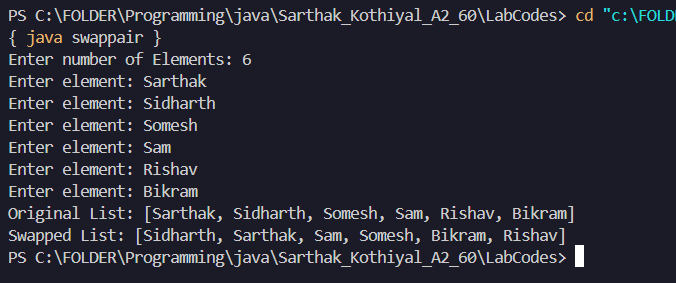 PS C:\FOLDER\Programming\java\Sarthak_Kothiyal_A2_60\LabCodes> cd "c:\FOLD
{ java swappair }
Enter number of Elements: 6
Enter element: Sarthak
Enter element: Sidharth
Enter element: Somesh
Enter element: Sam
Enter element: Rishav
Enter element: Bikram
Original List: [Sarthak, Sidharth, Somesh, Sam, Rishav, Bikram]
Swapped List: [Sidharth, Sarthak, Sam, Somesh, Bikram, Rishav]
PS C:\FOLDER\Programming\java\Sarthak_Kothiyal_A2_60\LabCodes>